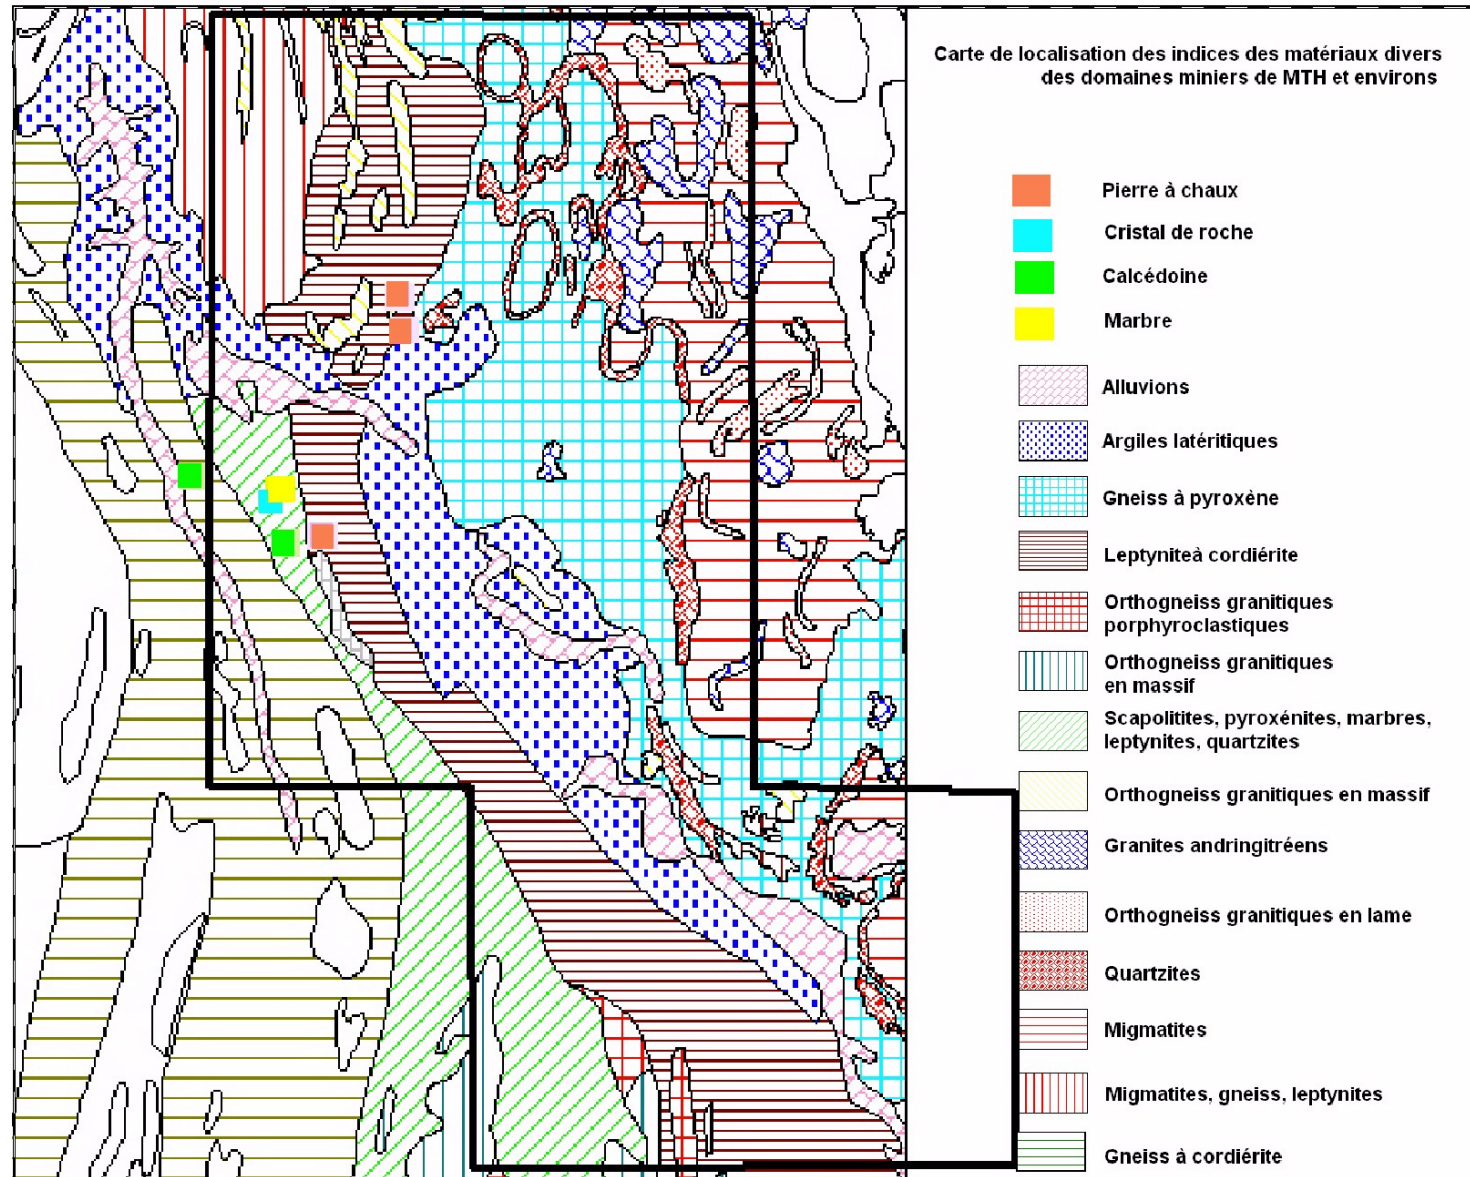 Carte de localisation des indices des matériaux divers
des domaines miniers de MTH et environs
Pierre à chaux
Cristal de roche
Calcédoine
Marbre
Alluvions
Argiles latéritiques
Gneiss à pyroxène
Leptyniteà cordiérite
Orthogneiss granitiques
porphyroclastiques
Orthogneiss granitiques
en massif
Scapolitites, pyroxénites, marbres,
leptynites, quartzites
Orthogneiss granitiques en massif
Granites andringitréens
Orthogneiss granitiques en lame
Quartzites
Migmatites
Migmatites, gneiss, leptynites
Gneiss à cordiérite